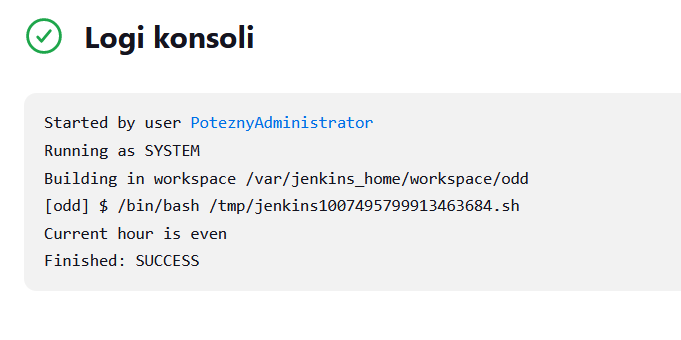 Logi konsoli
Started by user PoteznyAdministrator
Running as SYSTEM
Building in workspace /var/jenkins_home/workspace/odd
[odd] $ /bin/bash /tmp/jenkins1007495799913463684.sh
Current hour is even
Finished: SUCCESS